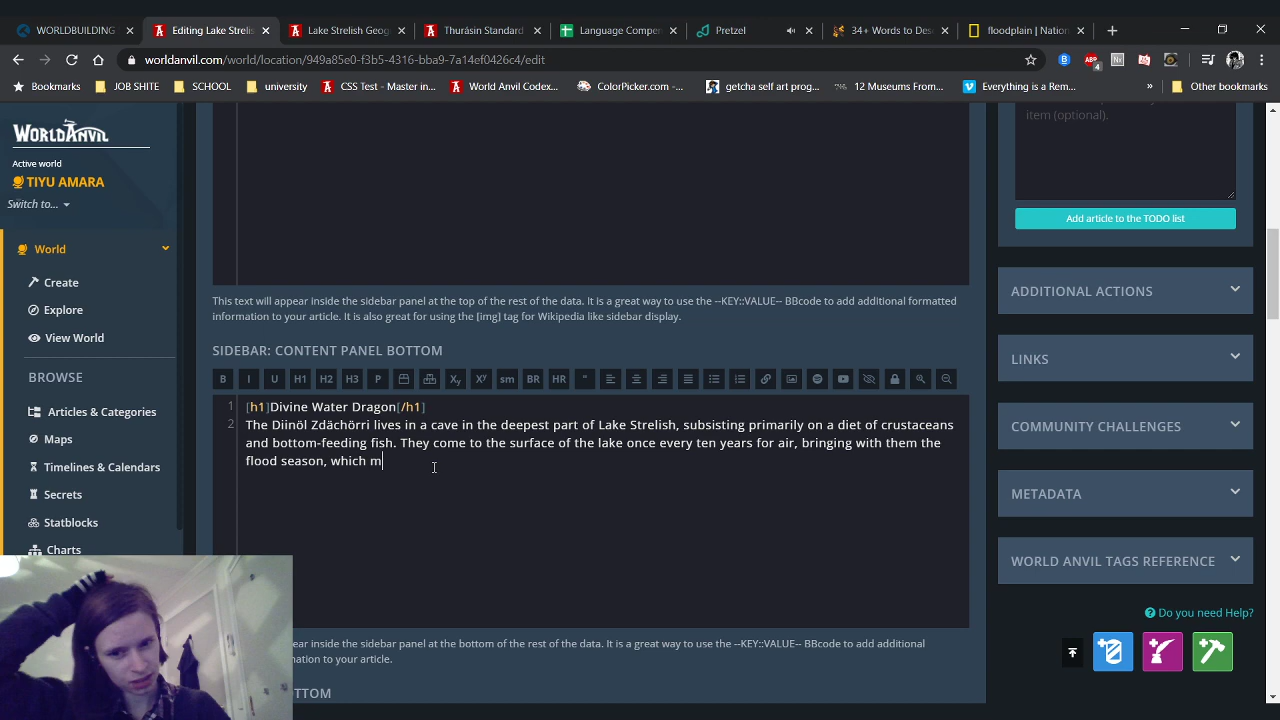 WORLDBUILDING
Editing Lake Strelis
Lake Strelish Geog
Thurásin Standard
Language Compen
Pretzel
34+ Words to Des
floodplain | Nation
worldanvil.com/world/location/949a85e0-f3b5-4316-bba9-7a14ef0426c4/edit
Bookmarks
JOB SHITE
SCHOOL
university
CSS Test - Master in...
World Anvil Codex...
ColorPicker.com -...
getcha self art prog...
12 Museums From...
Everything is a Rem...
»
Other bookmarks
WORLDANVIL
Active world
TIYU AMARA
Switch to...
World
Create
Explore
View World
BROWSE
Articles & Categories
Maps
Timelines & Calendars
Secrets
Statblocks
Charts
item (optional).
Add article to the TODO list
ADDITIONAL ACTIONS
LINKS
COMMUNITY CHALLENGES
METADATA
WORLD ANVIL TAGS REFERENCE
Do you need Help?
This text will appear inside the sidebar panel at the top of the rest of the data. It is a great way to use the --KEY::VALUE-- BBcode to add additional formatted
information to your article. It is also great for using the [img] tag for Wikipedia like sidebar display.
SIDEBAR: CONTENT PANEL BOTTOM
B I U H1 H2 H3 P Xy X^y sm BR HR “
1 [h1]Divine Water Dragon[/h1]
2 The Diinöl Zdächörri lives in a cave in the deepest part of Lake Strelish, subsisting primarily on a diet of crustaceans
and bottom-feeding fish. They come to the surface of the lake once every ten years for air, bringing with them the
flood season, which m
ear inside the sidebar panel at the bottom of the rest of the data. It is a great way to use the --KEY::VALUE-- BBcode to add additional
mation to your article.
OTTOM